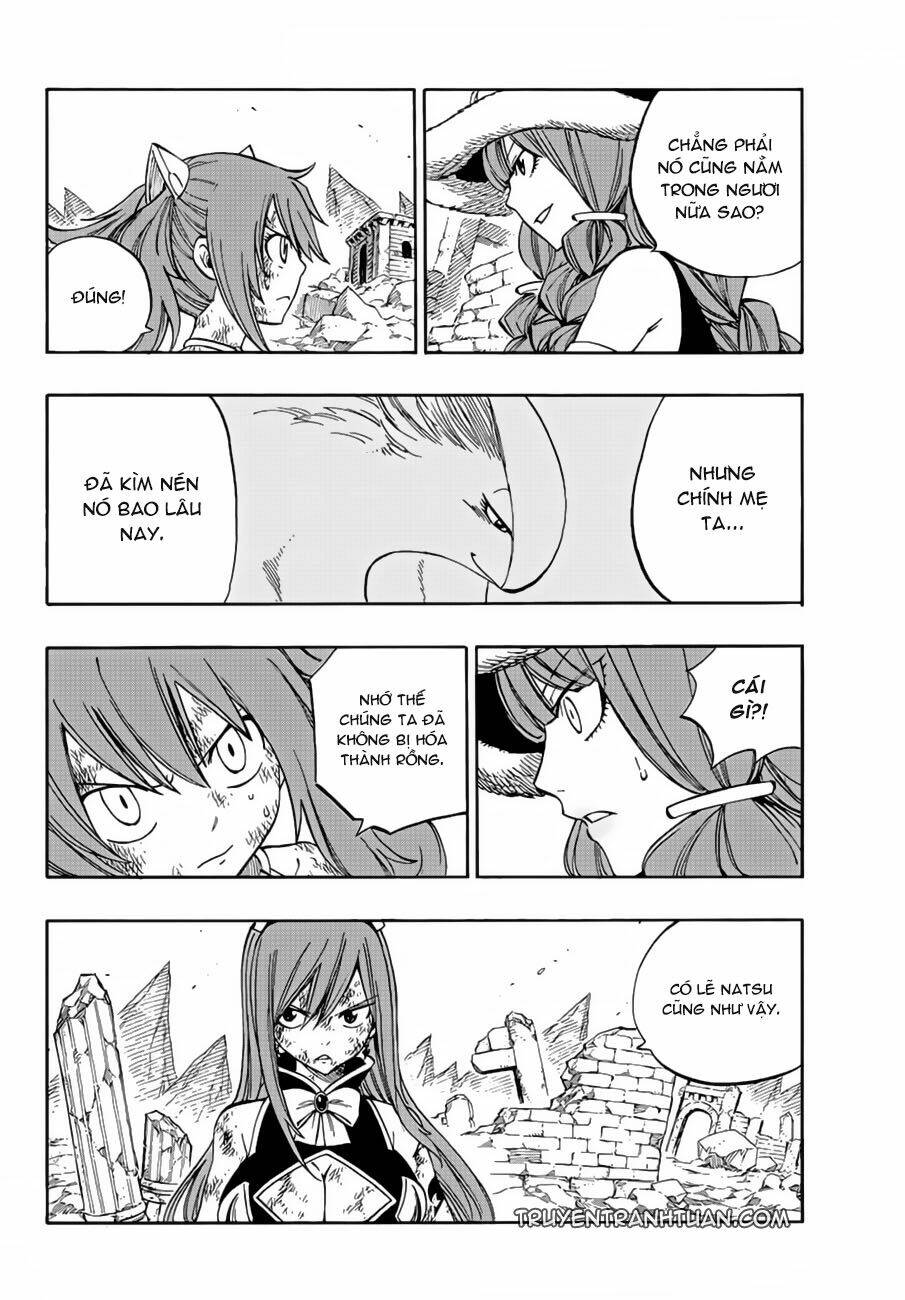 CHẲNG PHẢI
NÓ CŨNG NẰM
TRONG NGƯƠI
NỮA SAO?
ĐÚNG!
NHƯNG
CHÍNH MẸ
TA...
ĐÃ KÌM NÉN
NÓ BAO LÂU
NAY.
CÁI
GÌ?!
NHỜ THẾ
CHÚNG TA ĐÃ
KHÔNG BỊ HÓA
THÀNH RỒNG.
CÓ LẼ NATSU
CŨNG NHƯ VẬY.
TRUYENTRANHTUAN.COM